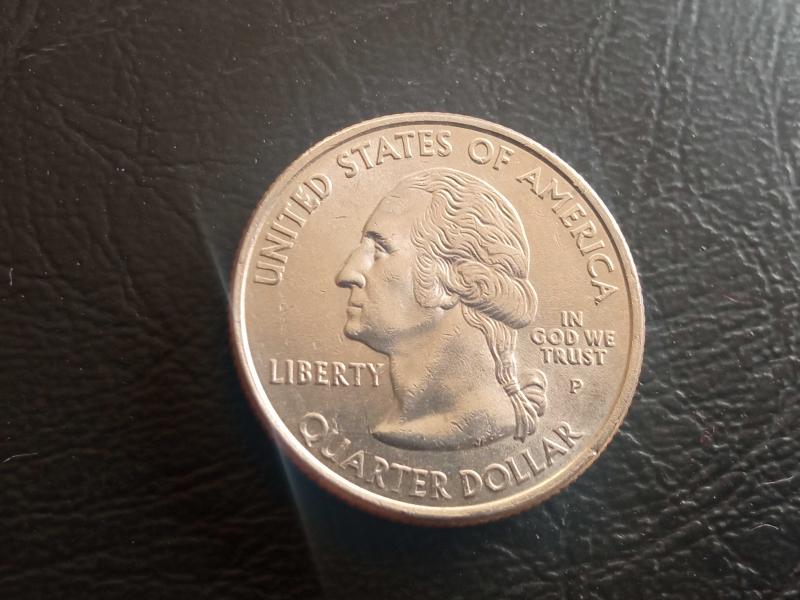 UNITED STATES OF AMERICA
LIBERTY
IN
GOD WE
TRUST
P
QUARTER DOLLAR